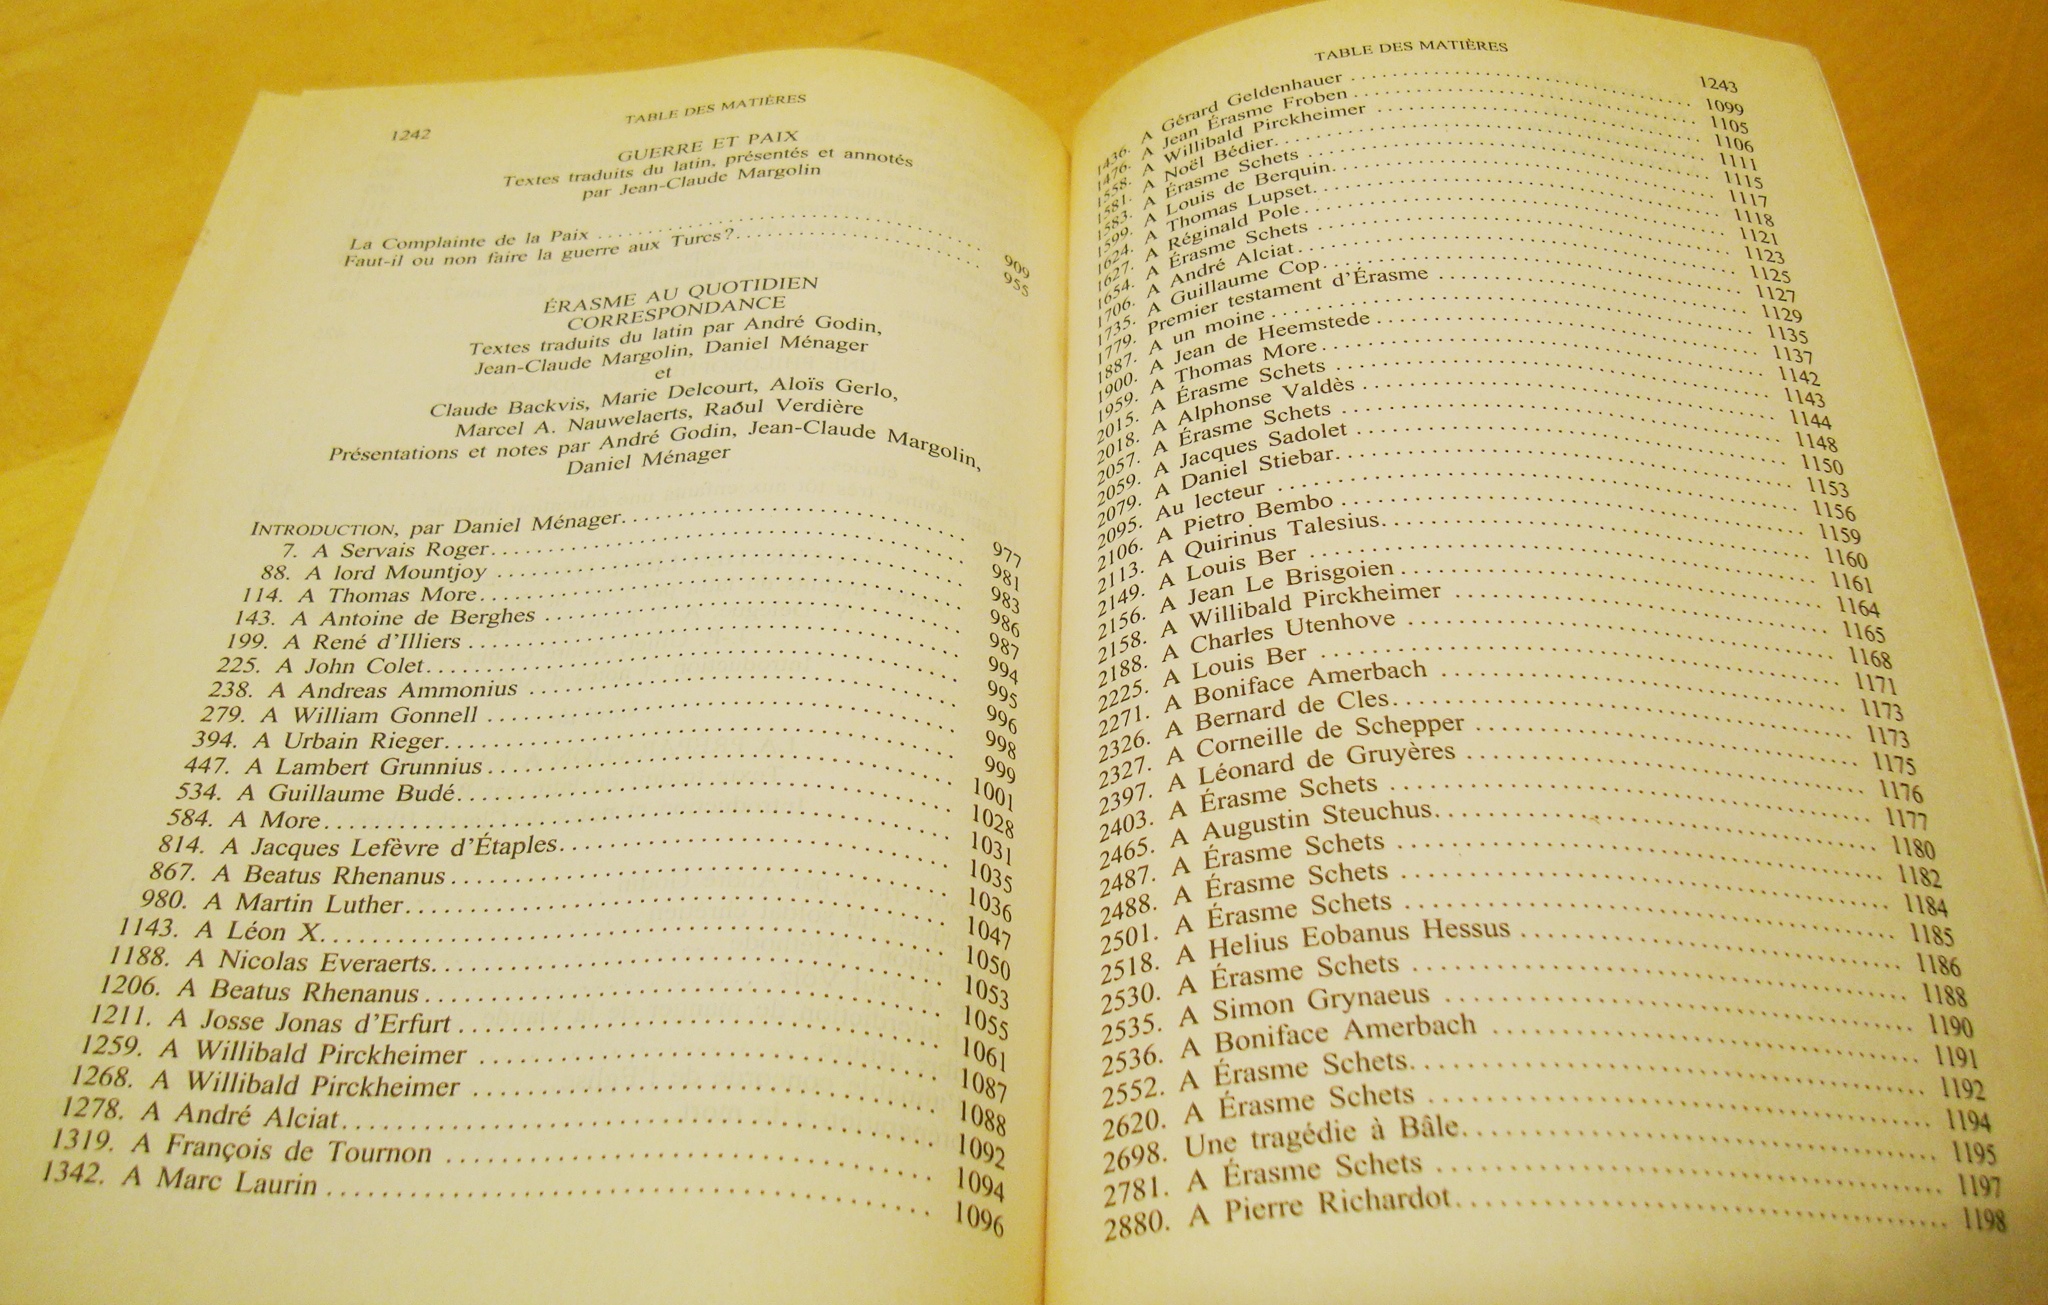 1242
TABLE DES MATIÈRES
GUERRE ET PAIX
Textes traduits du latin, présentés et annotés
par Jean-Claude Margolin
La Complainte de la Paix .......... 909
Faut-il ou non faire la guerre aux Turcs? .......... 955
ÉRASME AU QUOTIDIEN
CORRESPONDANCE
Textes traduits du latin par André Godin,
Jean-Claude Margolin, Daniel Ménager
et
Claude Backvis, Marie Delcourt, Aloïs Gerlo,
Marcel A. Nauwelaerts, Raoul Verdière
Présentations et notes par André Godin, Jean-Claude Margolin,
Daniel Ménager
INTRODUCTION, par Daniel Ménager .......... 977
7. A Servais Roger .......... 981
88. A lord Mountjoy .......... 983
114. A Thomas More .......... 986
143. A Antoine de Berghes .......... 987
199. A René d'Illiers .......... 994
225. A John Colet .......... 995
238. A Andreas Ammonius .......... 996
279. A William Gonnell .......... 998
394. A Urbain Rieger .......... 999
447. A Lambert Grunnius .......... 1001
534. A Guillaume Budé .......... 1028
584. A More .......... 1031
814. A Jacques Lefèvre d'Étaples .......... 1035
867. A Beatus Rhenanus .......... 1036
980. A Martin Luther .......... 1047
1143. A Léon X .......... 1050
1188. A Nicolas Everaerts .......... 1053
1206. A Beatus Rhenanus .......... 1055
1211. A Josse Jonas d'Erfurt .......... 1061
1259. A Willibald Pirckheimer .......... 1087
1268. A Willibald Pirckheimer .......... 1088
1278. A André Alciat .......... 1092
1319. A François de Tournon .......... 1094
1342. A Marc Laurin .......... 1096
TABLE DES MATIÈRES
1243
1436. A Gérard Geldenhauer .......... 1099
1476. A Jean Érasme Froben .......... 1105
1558. A Willibald Pirckheimer .......... 1106
1581. A Noël Bédier .......... 1111
1583. A Érasme Schets .......... 1115
1599. A Louis de Berquin .......... 1117
1624. A Thomas Lupset .......... 1118
1627. A Réginald Pole .......... 1121
1654. A Érasme Schets .......... 1123
1706. A André Alciat .......... 1125
1735. A Guillaume Cop .......... 1127
1779. Premier testament d'Érasme .......... 1129
1887. A un moine .......... 1135
1900. A Jean de Heemstede .......... 1137
1959. A Thomas More .......... 1142
2015. A Érasme Schets .......... 1143
2018. A Alphonse Valdès .......... 1144
2057. A Érasme Schets .......... 1148
2059. A Jacques Sadolet .......... 1150
2079. A Daniel Stiebar .......... 1153
2095. Au lecteur .......... 1156
2106. A Pietro Bembo .......... 1159
2113. A Quirinus Talesius .......... 1160
2149. A Louis Ber .......... 1161
2156. A Jean Le Brisgoien .......... 1164
2158. A Willibald Pirckheimer .......... 1165
2188. A Charles Utenhove .......... 1168
2225. A Louis Ber .......... 1171
2271. A Boniface Amerbach .......... 1173
2326. A Bernard de Cles .......... 1173
2327. A Corneille de Schepper .......... 1175
2397. A Léonard de Gruyères .......... 1176
2403. A Érasme Schets .......... 1177
2465. A Augustin Steuchus .......... 1180
2487. A Érasme Schets .......... 1182
2488. A Érasme Schets .......... 1184
2501. A Érasme Schets .......... 1185
2518. A Helius Eobanus Hessus .......... 1186
2530. A Érasme Schets .......... 1188
2535. A Simon Grynaeus .......... 1190
2536. A Boniface Amerbach .......... 1191
2552. A Érasme Schets .......... 1192
2620. A Érasme Schets .......... 1194
2698. Une tragédie à Bâle .......... 1195
2781. A Érasme Schets .......... 1197
2880. A Pierre Richardot .......... 1198